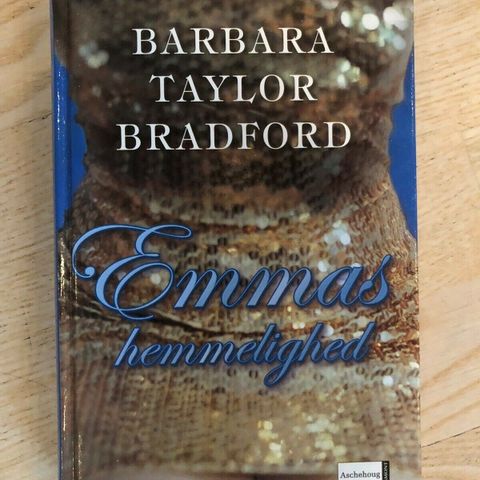 BARBARA
TAYLOR
BRADFORD
Emmas
hemmelighed
Aschehoug